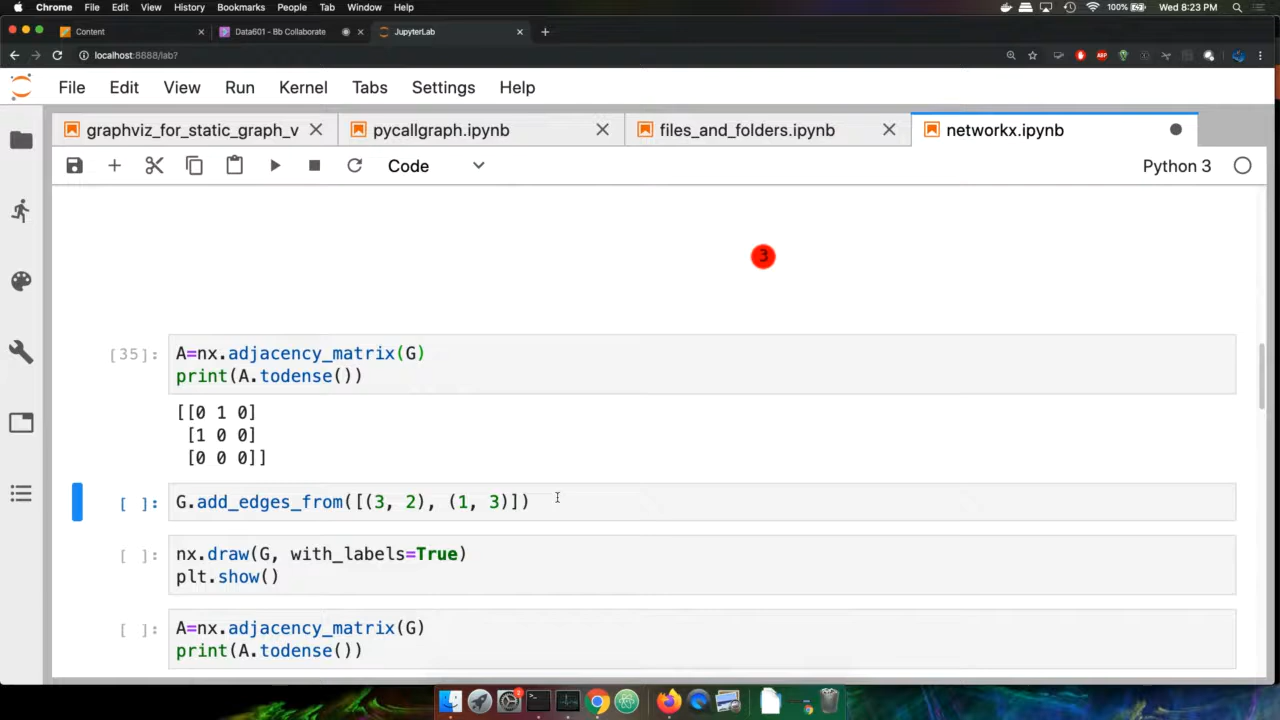 Chrome File Edit View History Bookmarks People Tab Window Help 100% Wed 8:23 PM
Content Data601 - Bb Collaborate JupyterLab
localhost:8888/lab?
ABP
File Edit View Run Kernel Tabs Settings Help
graphviz_for_static_graph_v pycallgraph.ipynb files_and_folders.ipynb networkx.ipynb
Code Python 3
3
[35]: A=nx.adjacency_matrix(G)
print(A.todense())
[[0 1 0]
[1 0 0]
[0 0 0]]
[ ]: G.add_edges_from([(3, 2), (1, 3)])
[ ]: nx.draw(G, with_labels=True)
plt.show()
[ ]: A=nx.adjacency_matrix(G)
print(A.todense())